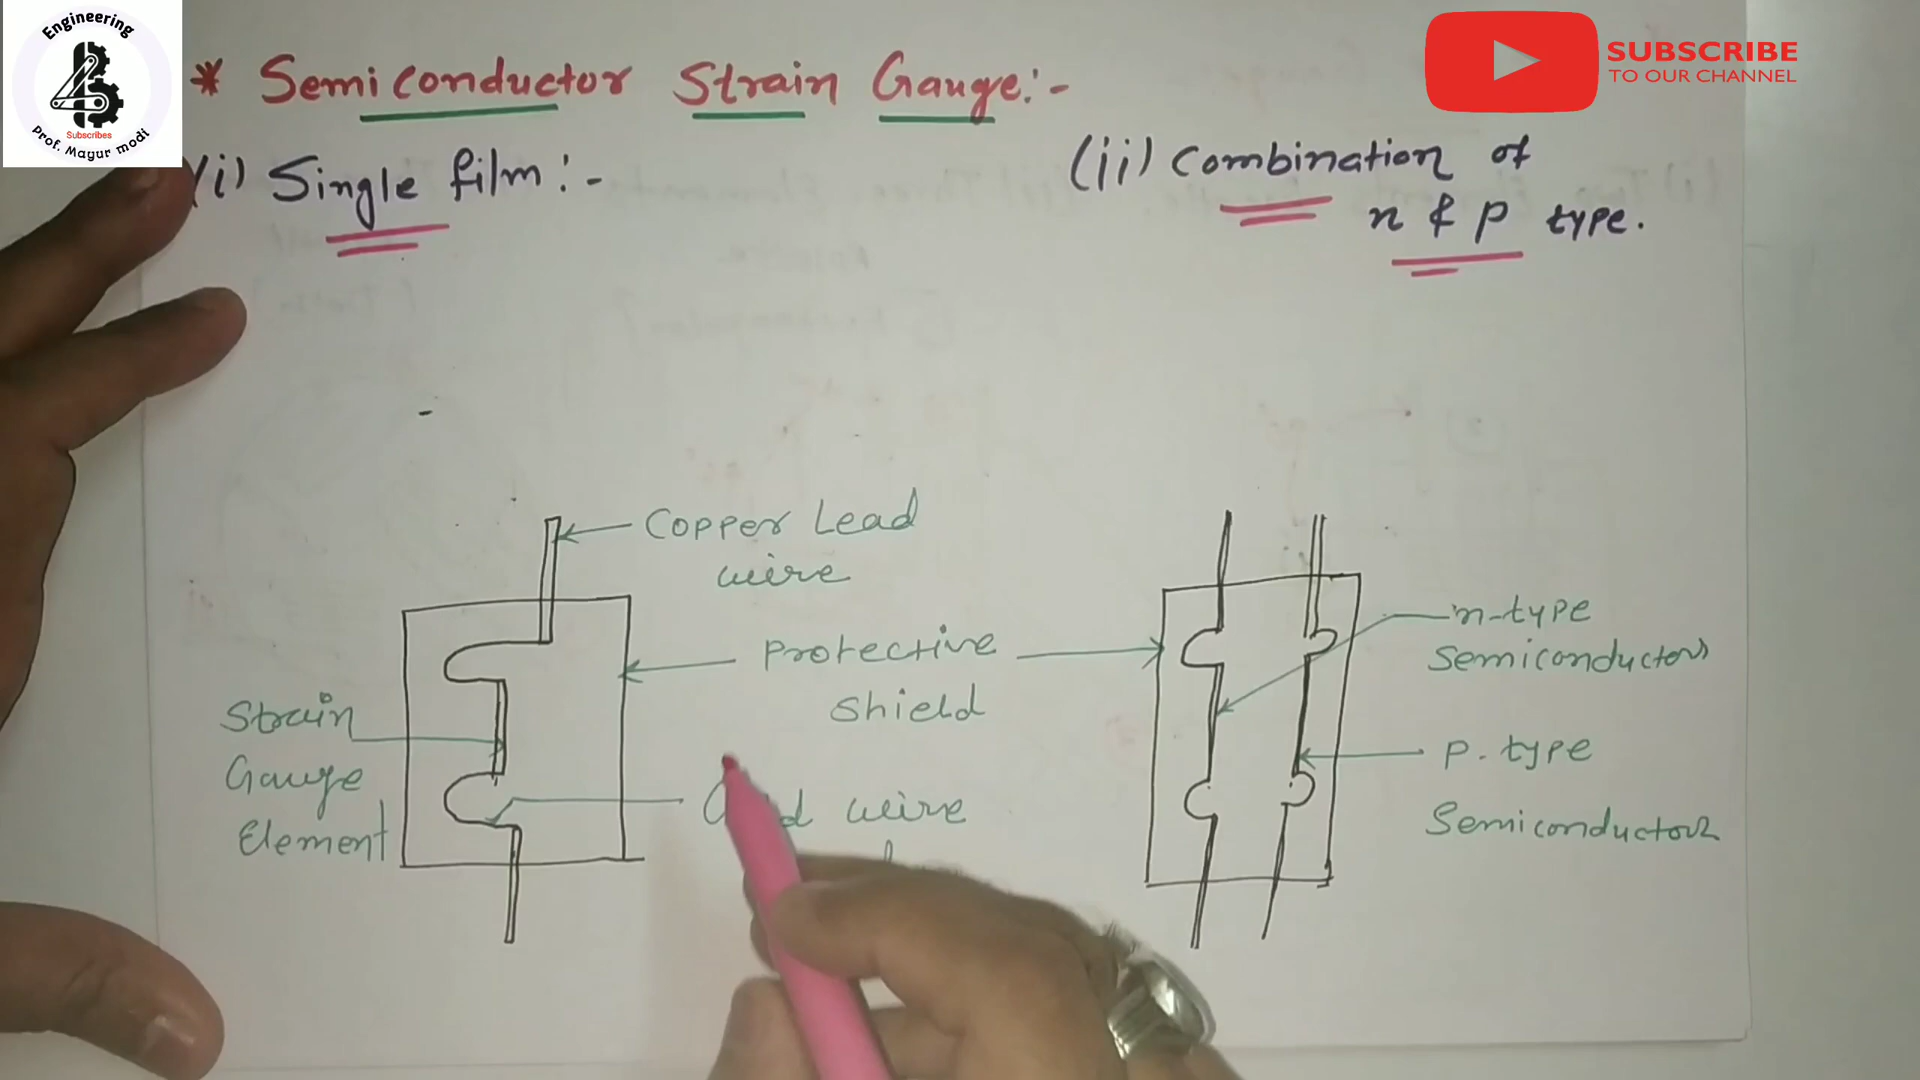 Engineering
Subscribes
Prof. Mayur modi
SUBSCRIBE
TO OUR CHANNEL
* Semiconductor Strain Gauge:-
(i) Single film:-
(ii) Combination of
n & p type.
Copper Lead
wire
Protective
shield
Strain
Gauge
Element
wire
n-type
Semiconductor
P. type
Semiconductor